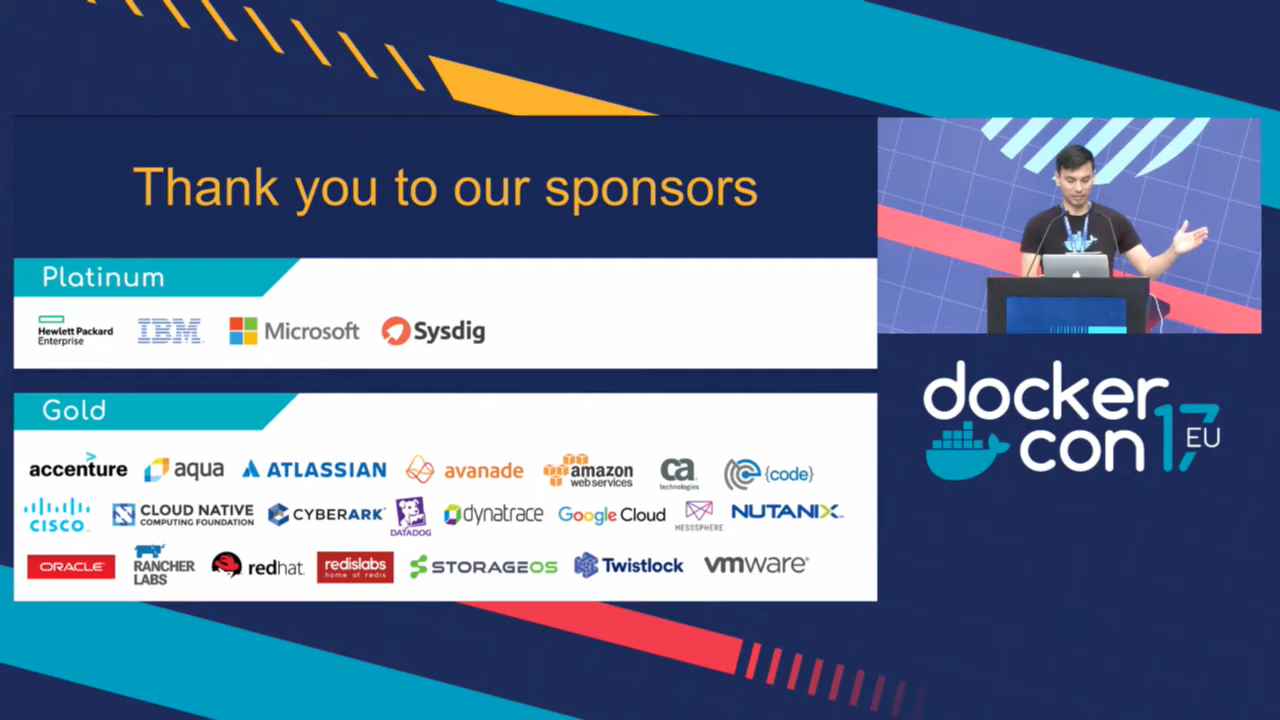 Thank you to our sponsors
Platinum
Hewlett Packard
Enterprise
IBM
Microsoft
Sysdig
Gold
accenture
aqua
ATLASSIAN
avanade
amazon
web services
ca
technologies
{code}
CISCO
CLOUD NATIVE
COMPUTING FOUNDATION
CYBERARK
DATADOG
dynatrace
Google Cloud
MESOSPHERE
NUTANIX
ORACLE
RANCHER
LABS
redhat
redislabs
home of redis
STORAGEOS
Twistlock
vmware
docker
con 17 EU